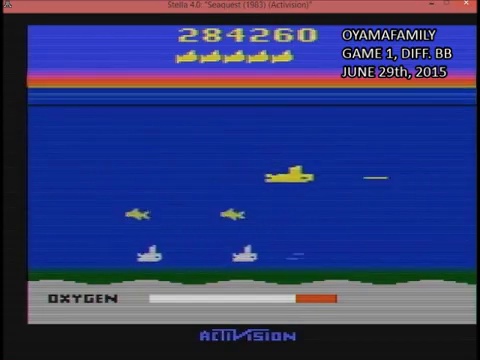 Stella 4.0: "Seaquest (1983) (Activision)"
284260
OYAMAFAMILY
GAME 1, DIFF. BB
JUNE 29th, 2015
OXYGEN
ACTIVISION